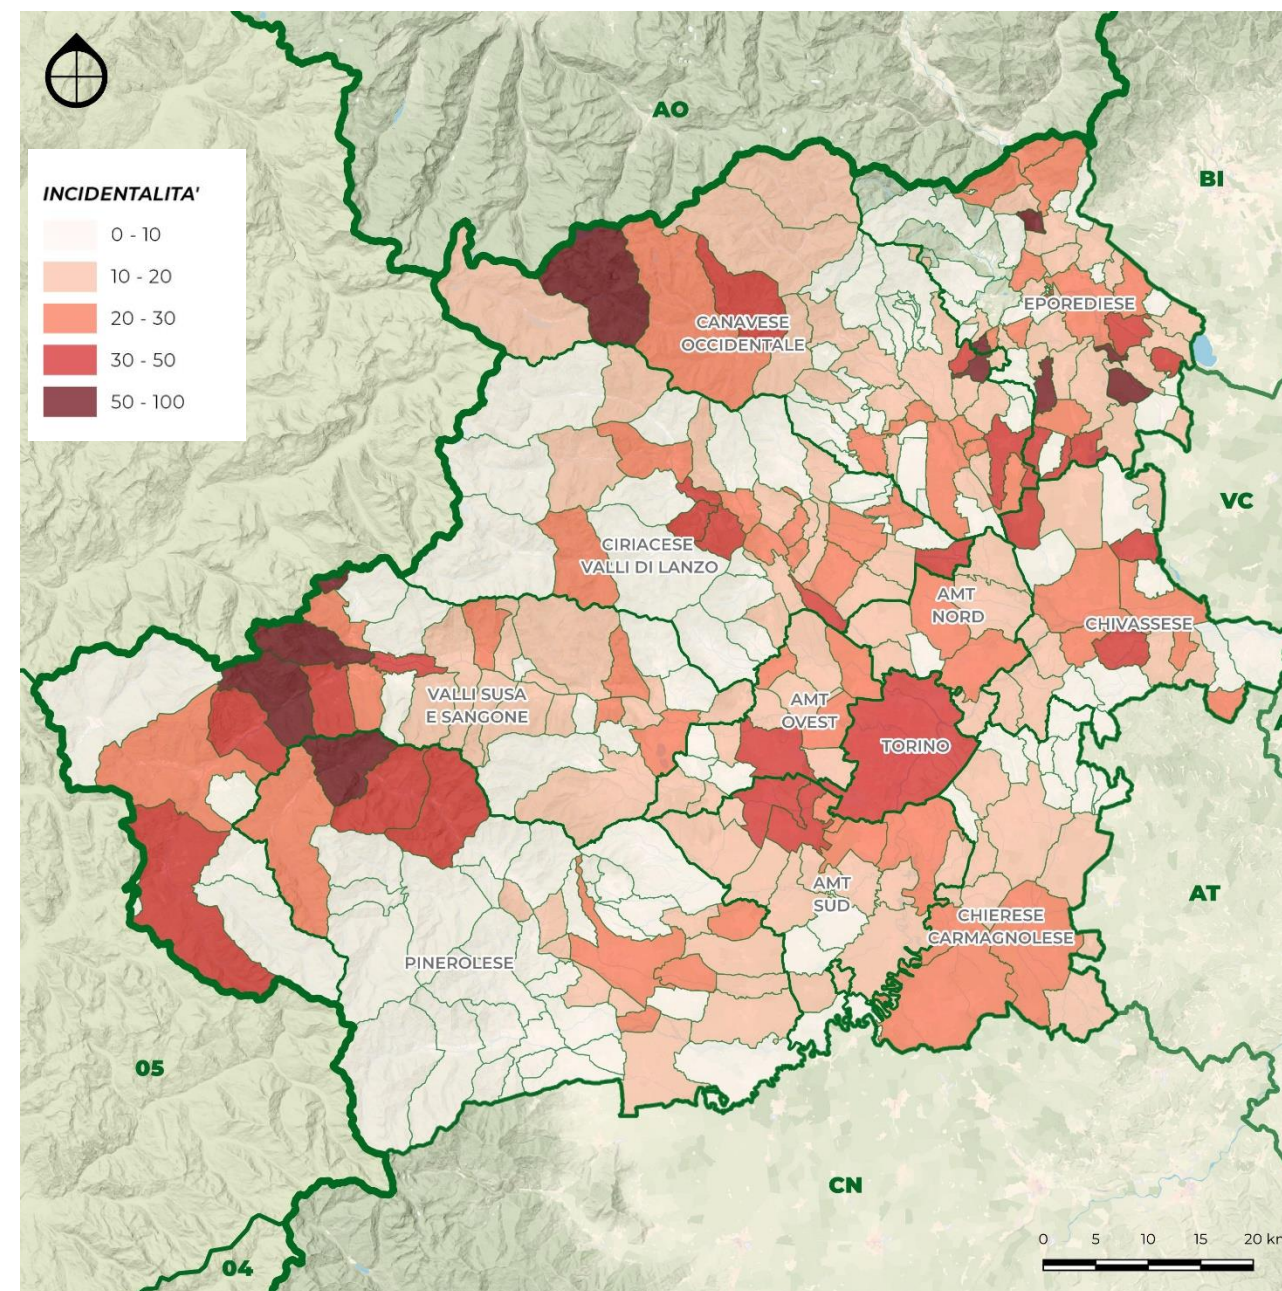 AO
BI
INCIDENTALITA'
0 - 10
10 - 20
20 - 30
30 - 50
50 - 100
EPOREDIESE
CANAVESE
OCCIDENTALE
VC
CIRIACESE
VALLI DI LANZO
AMT
NORD
CHIVASSESE
VALLI SUSA
E SANGONE
AMT
OVEST
TORINO
AMT
SUD
AT
CHIERESE
CARMAGNOLESE
PINEROLESE
05
CN
0 5 10 15 20 km
04